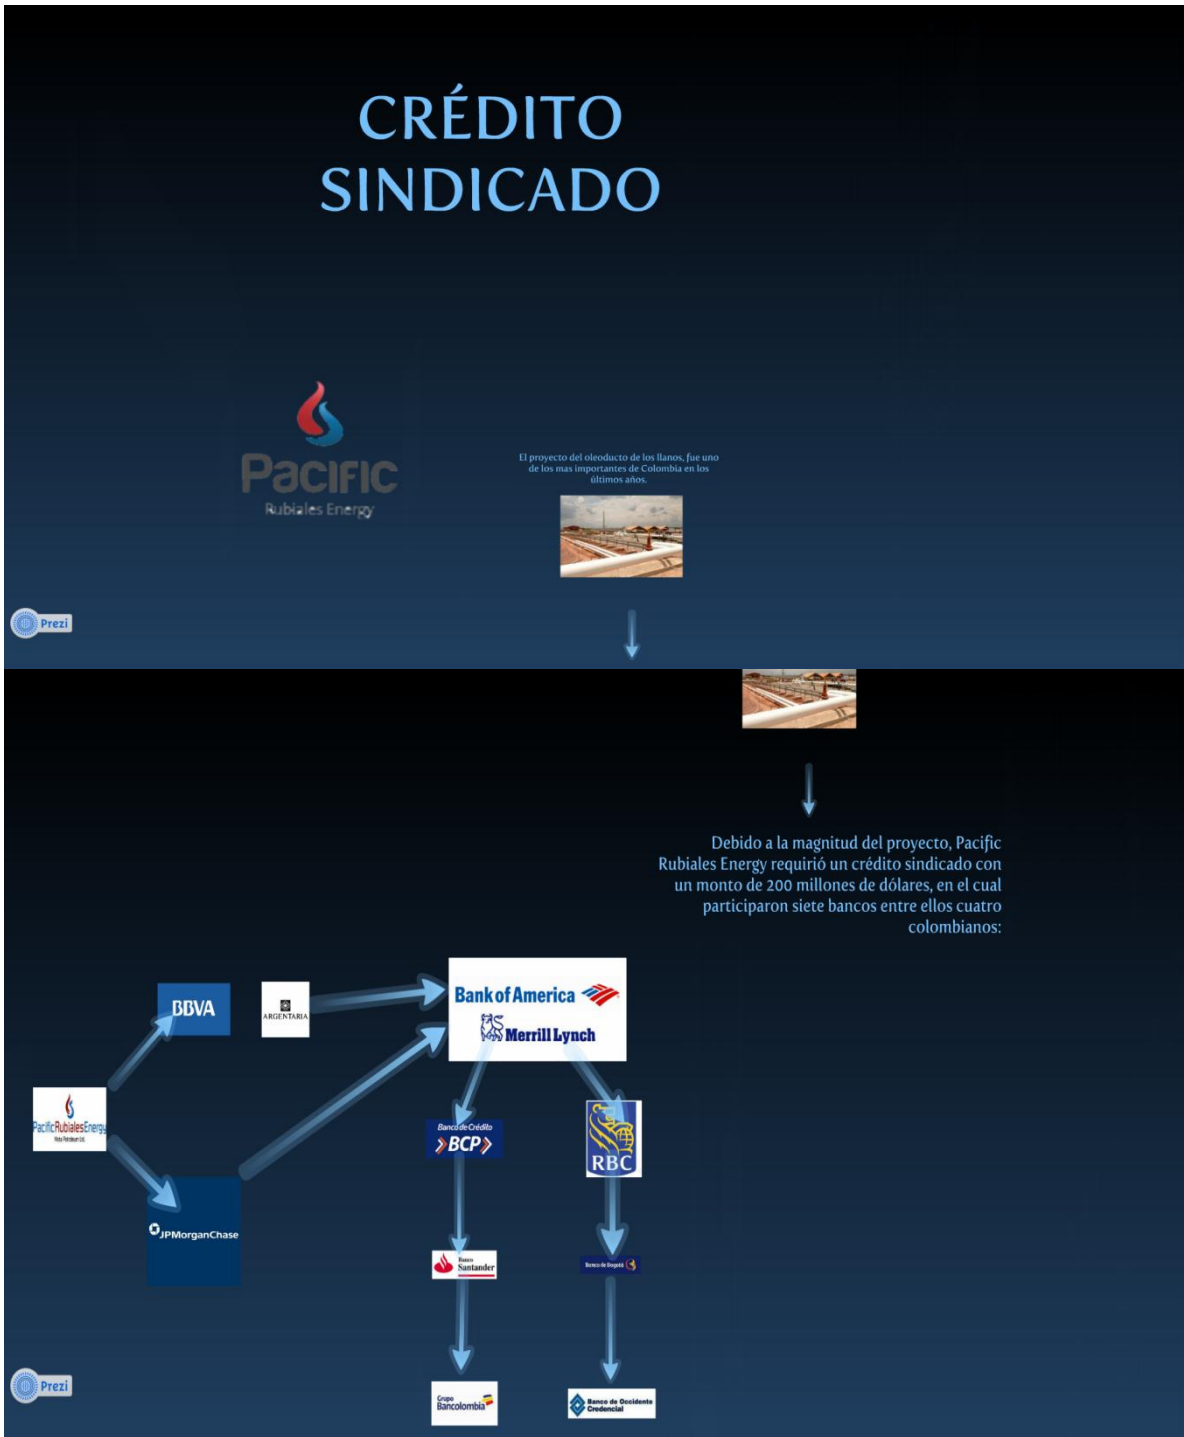 CRÉDITO
SINDICADO
Pacific
Rubiales Energy
El proyecto del oleoducto de los llanos, fue uno
de los mas importantes de Colombia en los
últimos años.
Prezi
Debido a la magnitud del proyecto, Pacific
Rubiales Energy requirió un crédito sindicado con
un monto de 200 millones de dólares, en el cual
participaron siete bancos entre ellos cuatro
colombianos:
BBVA
ARGENTARIA
Bank of America
Merrill Lynch
PacificRubialesEnergy
Banco de Crédito
BCP
RBC
JPMorganChase
Banco
Santander
Banco de Bogotá
Prezi
Grupo
Bancolombia
Banco de Occidente
Credencial